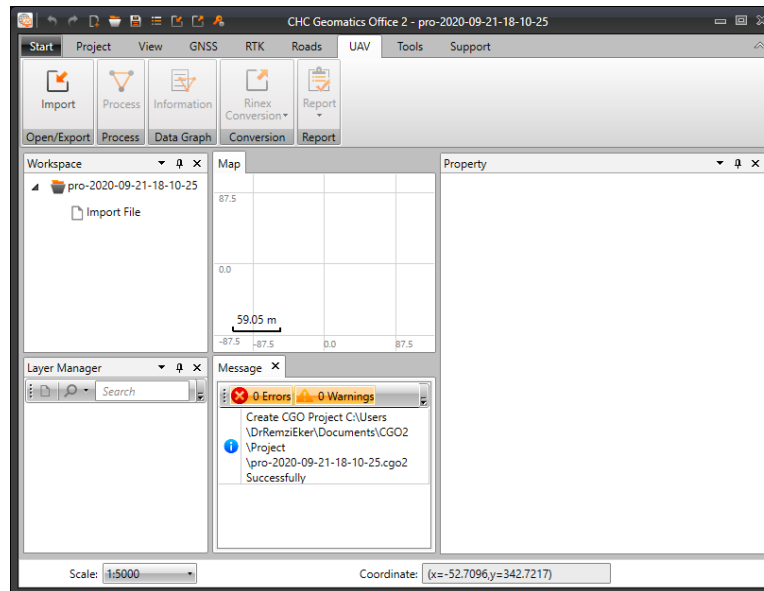 CHC Geomatics Office 2 - pro-2020-09-21-18-10-25
Start Project View GNSS RTK Roads UAV Tools Support
Import Process Information Rinex Conversion Report
Open/Export Process Data Graph Conversion Report
Workspace
pro-2020-09-21-18-10-25
Import File
Map
87.5
0.0
59.05 m
-87.5 -87.5 0.0 87.5
Property
Layer Manager
Search
Message
0 Errors 0 Warnings
Create CGO Project C:\Users
\DrRemziEker\Documents\CGO2
\Project
\pro-2020-09-21-18-10-25.cgo2
Successfully
Scale: 1:5000 Coordinate: (x=-52.7096,y=342.7217)